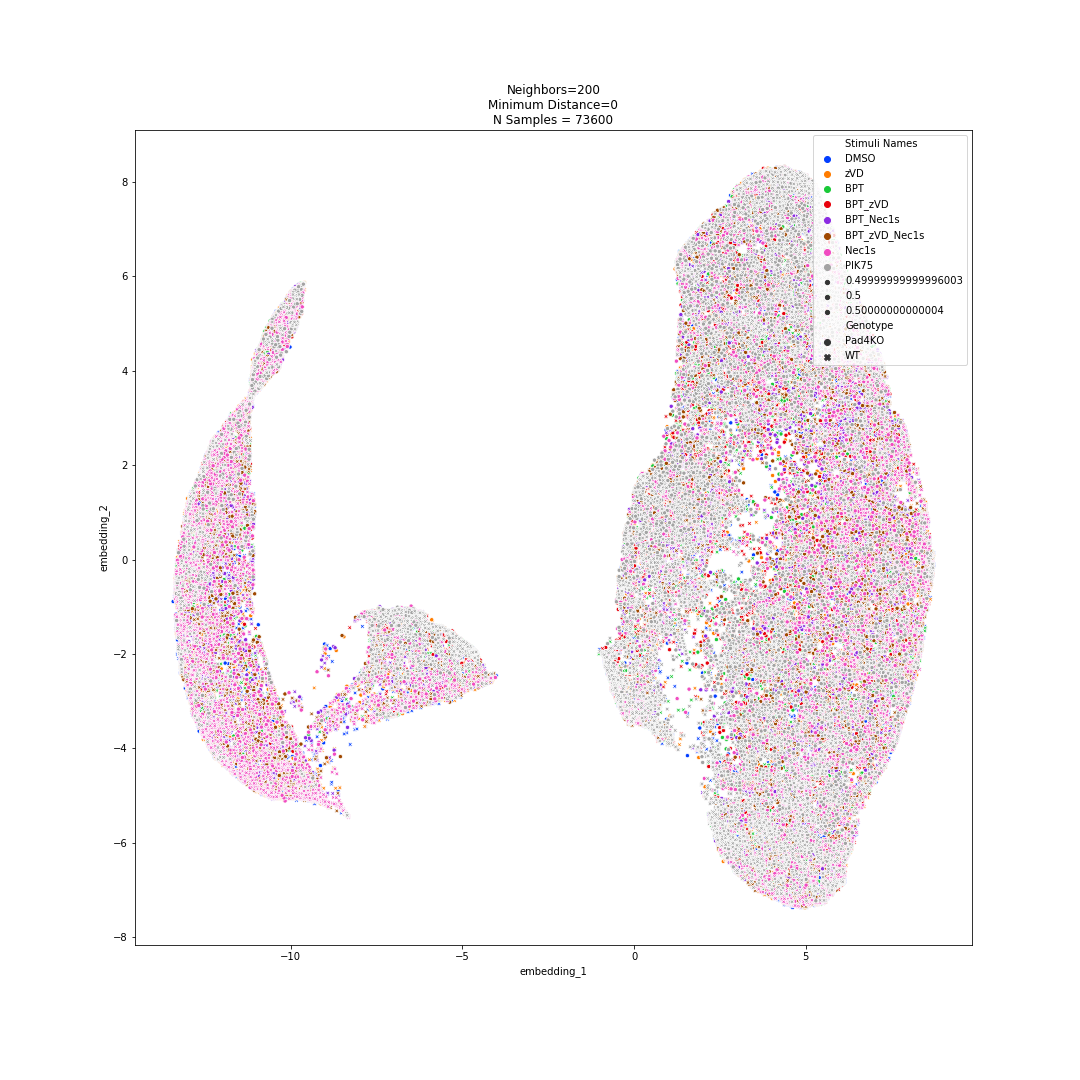 Neighbors=200
Minimum Distance=0
N Samples = 73600
Stimuli Names
DMSO
zVD
BPT
BPT_zVD
BPT_Nec1s
BPT_zVD_Nec1s
Nec1s
PIK75
0.49999999999996003
0.5
0.50000000000004
Genotype
Pad4KO
WT
8
6
4
2
0
−2
−4
−6
−8
embedding_2
−10
−5
0
5
embedding_1